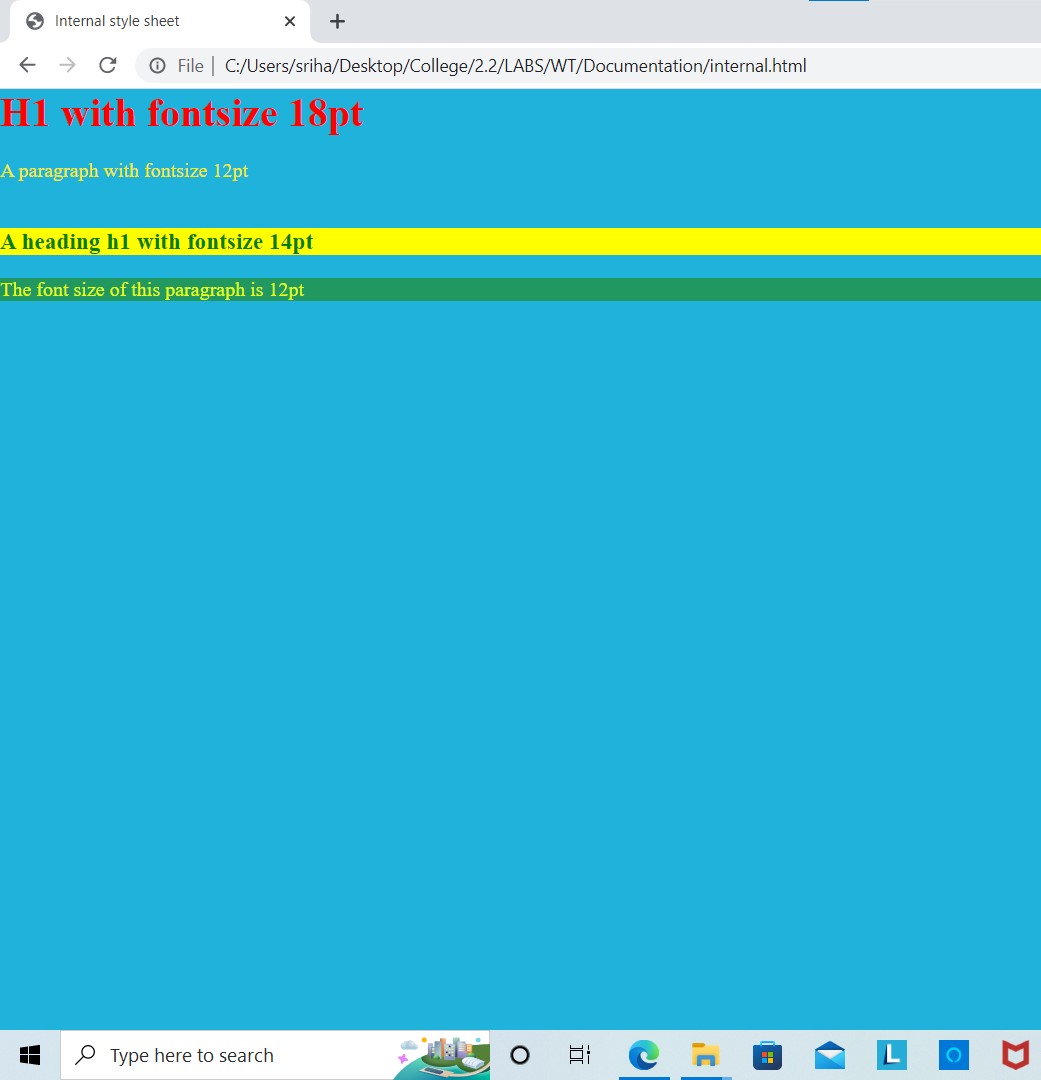 Internal style sheet
File | C:/Users/sriha/Desktop/College/2.2/LABS/WT/Documentation/internal.html
H1 with fontsize 18pt
A paragraph with fontsize 12pt
A heading h1 with fontsize 14pt
The font size of this paragraph is 12pt
Type here to search
L